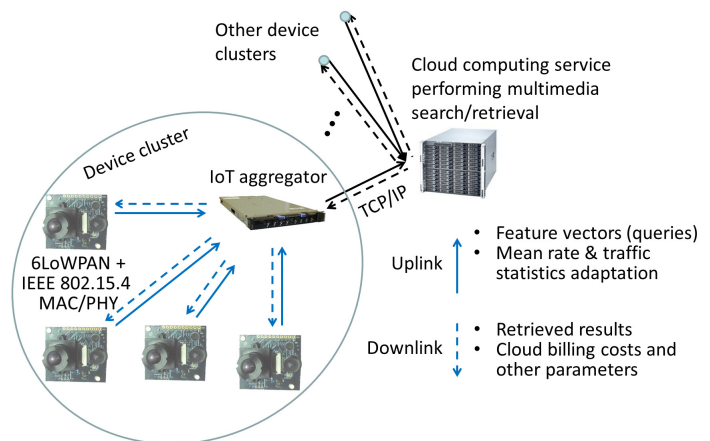 Other device
clusters
Cloud computing service
performing multimedia
search/retrieval
Device cluster
IoT aggregator
TCP/IP
6LoWPAN +
IEEE 802.15.4
MAC/PHY
Uplink
• Feature vectors (queries)
• Mean rate & traffic
statistics adaptation
Downlink
• Retrieved results
• Cloud billing costs and
other parameters